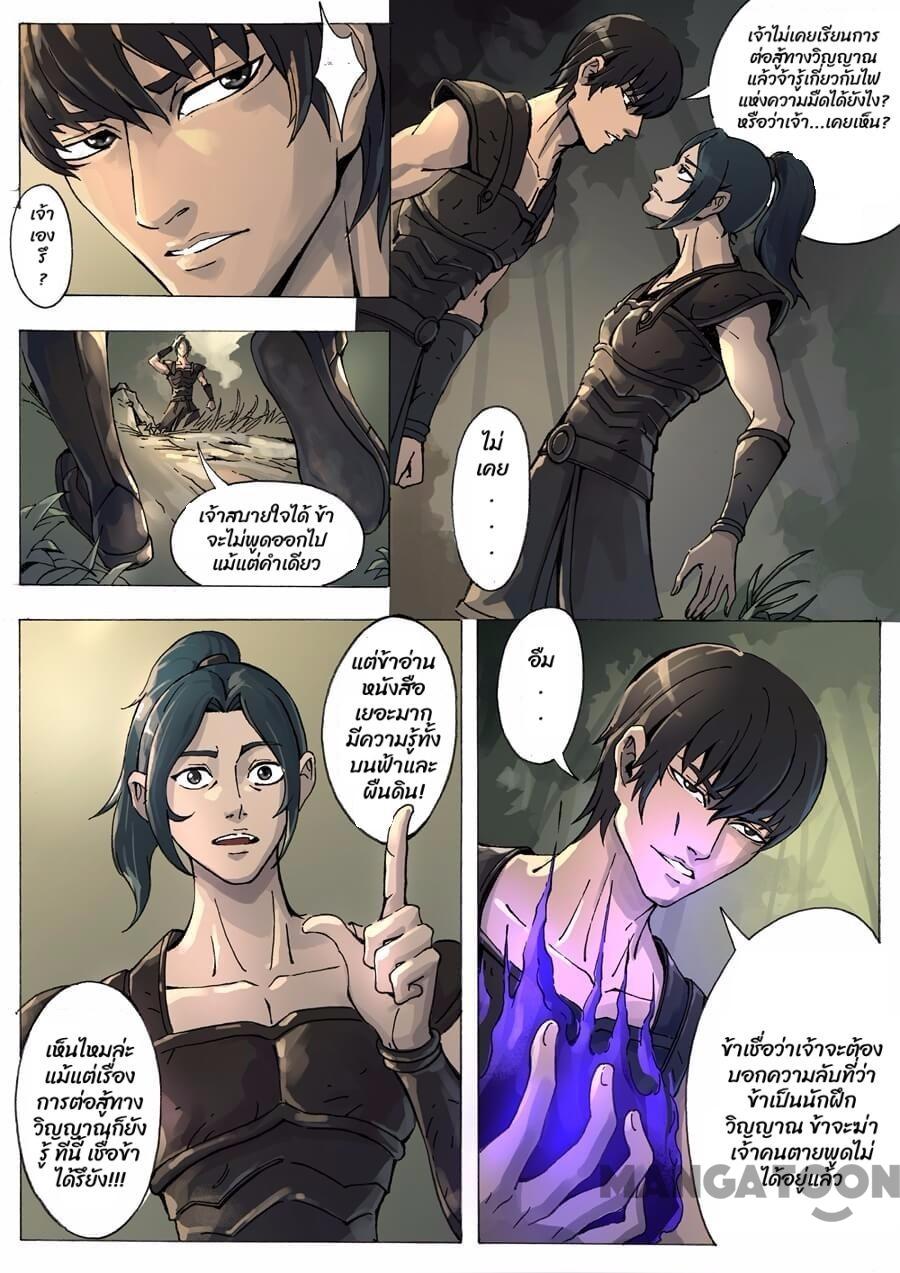 เจ้า
เอง
รึ
?
เจ้าไม่เคยเรียนการ
ต่อสู้ทางวิญญาณ
แล้วจ้ารู้เกี่ยวกับไฟ
แห่งความมืดได้ยังไง?
หรือว่าเจ้า...เคยเห็น?
ไม่
เคย
.
.
.
.
เจ้าสบายใจได้ ข้า
จะไม่พูดออกไป
แม้แต่คำเดียว
แต่ข้าอ่าน
หนังสือ
เยอะมาก
มีความรู้ทั้ง
บนฟ้าและ
ผืนดิน!
เห็นไหมล่ะ
แม้แต่เรื่อง
การต่อสู้ทาง
วิญญาณก็ยัง
รู้ ทีนี้ เชื่อข้า
ได้รึยัง!!!
อืม
.
.
ข้าเชื่อว่าเจ้าจะต้อง
บอกความลับที่ว่า
ข้าเป็นนักฝึก
วิญญาณ ข้าจะฆ่า
เจ้าคนตายพูดไม่
ได้อยู่แล้ว
MANGATOON